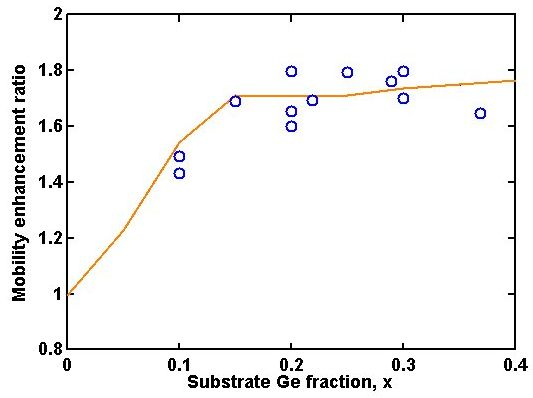 Mobility enhancement ratio
2
1.8
1.6
1.4
1.2
1
0.8
0 0.1 0.2 0.3 0.4
Substrate Ge fraction, x